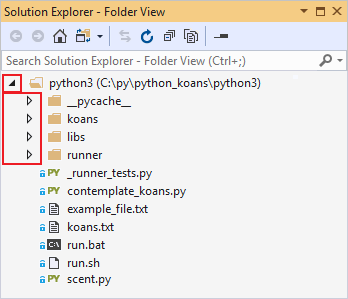 Solution Explorer - Folder View
Search Solution Explorer - Folder View (Ctrl+;)
python3 (C:\py\python_koans\python3)
__pycache__
koans
libs
runner
PY _runner_tests.py
PY contemplate_koans.py
example_file.txt
koans.txt
C:\ run.bat
run.sh
PY scent.py